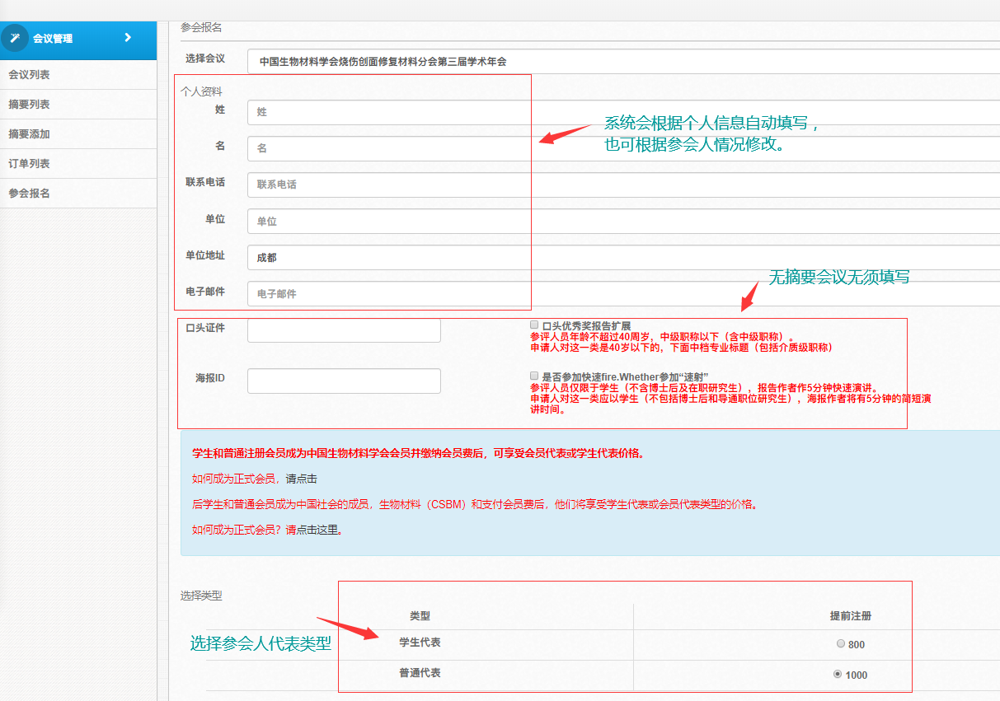 参会报名
会议管理
选择会议
中国生物材料学会烧伤创面修复材料分会第三届学术年会
会议列表
摘要列表
摘要添加
订单列表
参会报名
个人资料
姓
姓
名
名
联系电话
联系电话
单位
单位
单位地址
成都
电子邮件
电子邮件
系统会根据个人信息自动填写，
也可根据参会人情况修改。
无摘要会议无须填写
口头证件
口头优秀奖报告扩展
参评人员年龄不超过40周岁，中级职称以下（含中级职称）。
申请人对这一类是40岁以下的，下面中档专业标题（包括介质级职称）
海报ID
是否参加快速fire.Whether参加“速射”
参评人员仅限于学生（不含博士后及在职研究生），报告作者作5分钟快速演讲。
申请人对这一类应以学生（不包括博士后和导通职位研究生），海报作者将有5分钟的简短演
讲时间。
学生和普通注册会员成为中国生物材料学会会员并缴纳会员费后，可享受会员代表或学生代表价格。
如何成为正式会员，请点击
后学生和普通会员成为中国社会的成员，生物材料（CSBM）和支付会员费后，他们将享受学生代表或会员代表类型的价格。
如何成为正式会员？请点击这里。
选择类型
类型
提前注册
选择参会人代表类型
学生代表
800
普通代表
1000